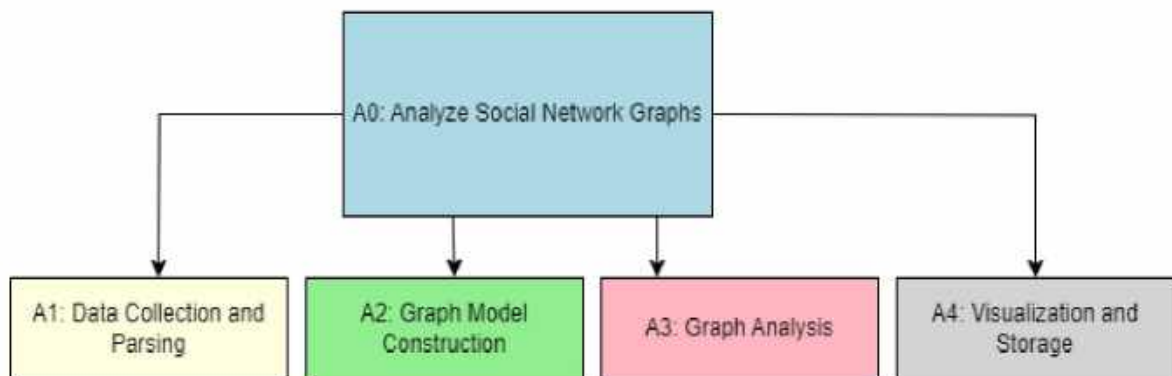 A0: Analyze Social Network Graphs
A1: Data Collection and
Parsing
A2: Graph Model
Construction
A3: Graph Analysis
A4: Visualization and
Storage